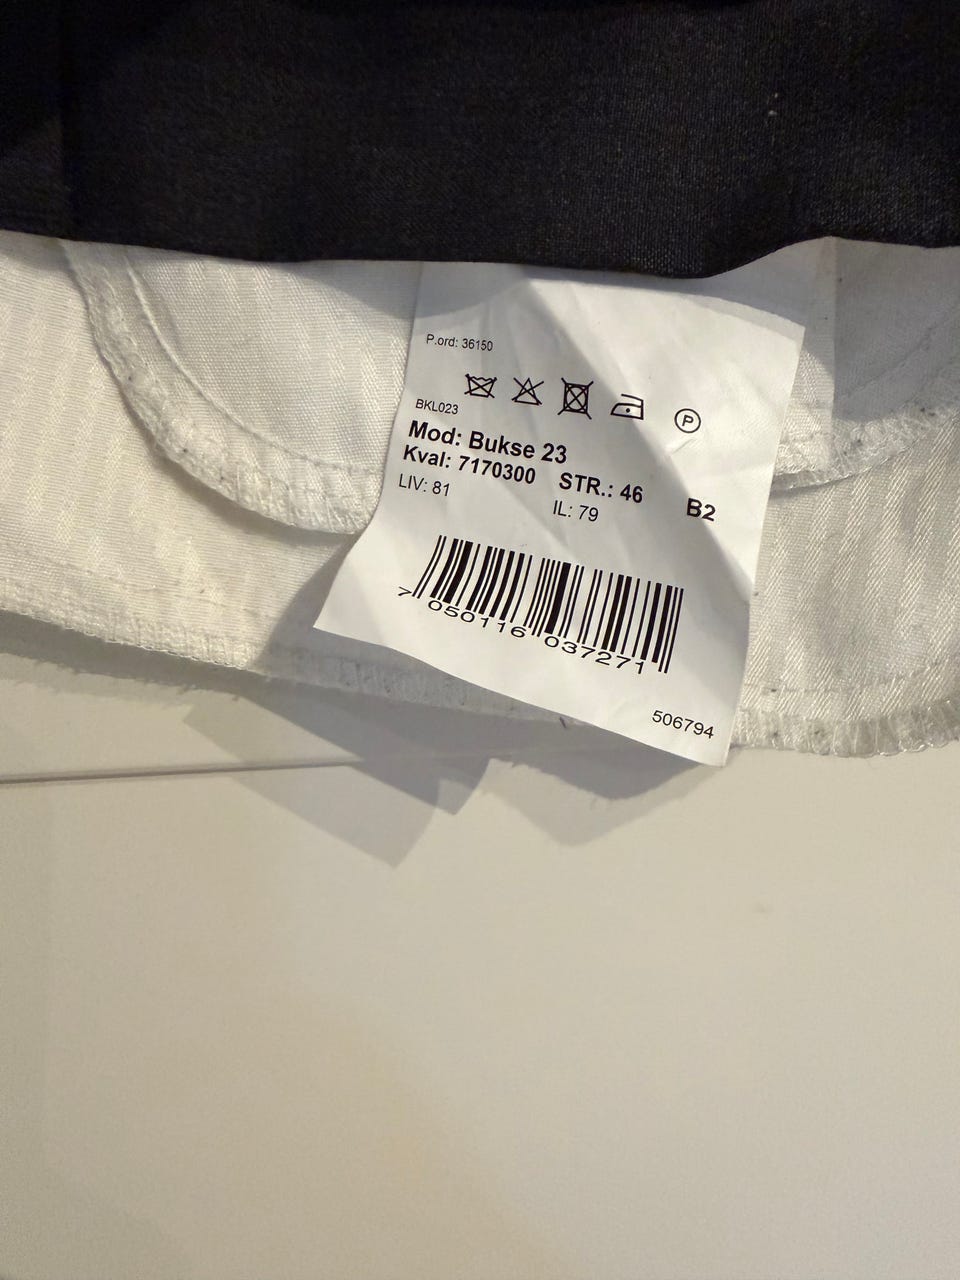 P.ord: 36150
P
BKL023
Mod: Bukse 23
Kval: 7170300 STR.: 46 B2
LIV: 81 IL: 79
7 050116 037271
506794